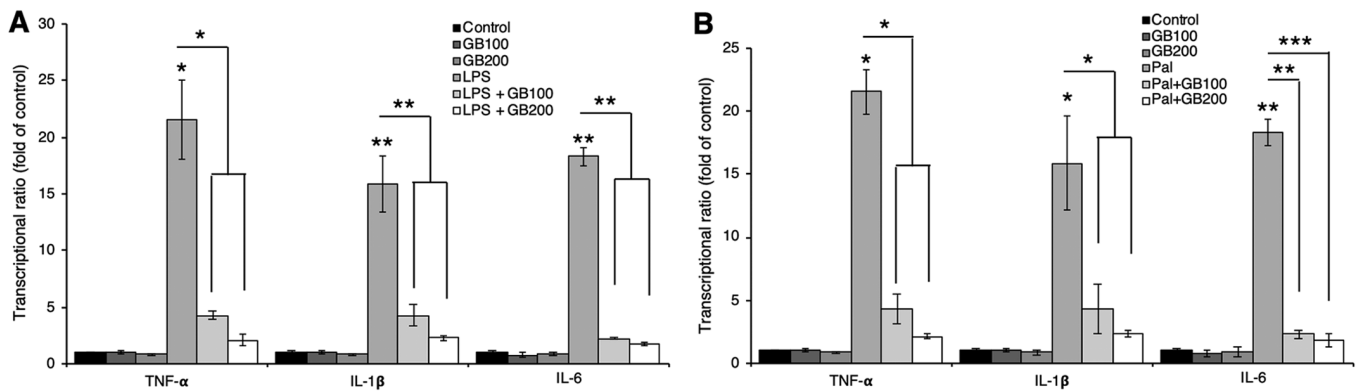 A
Transcriptional ratio (fold of control)
30
25
20
15
10
5
0
Control
GB100
GB200
LPS
LPS + GB100
LPS + GB200
*
*
**
**
**
**
TNF-α
IL-1β
IL-6
B
Transcriptional ratio (fold of control)
25
20
15
10
5
0
Control
GB100
GB200
Pal
Pal+GB100
Pal+GB200
*
*
*
*
***
**
**
TNF-α
IL-1β
IL-6